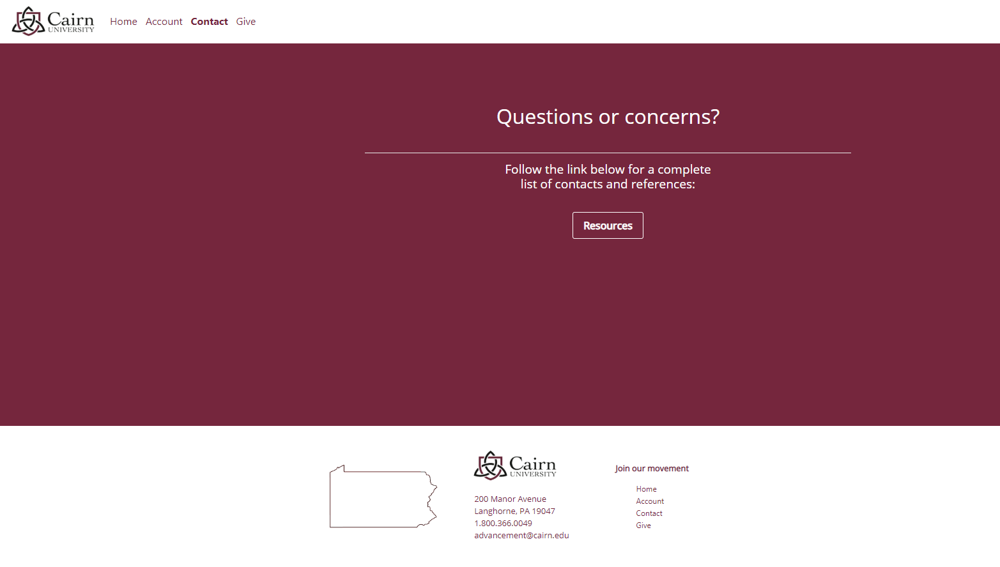 Cairn
UNIVERSITY
Home Account Contact Give
Questions or concerns?
Follow the link below for a complete
list of contacts and references:
Resources
Cairn
UNIVERSITY
200 Manor Avenue
Langhorne, PA 19047
1.800.366.0049
advancement@cairn.edu
Join our movement
Home
Account
Contact
Give